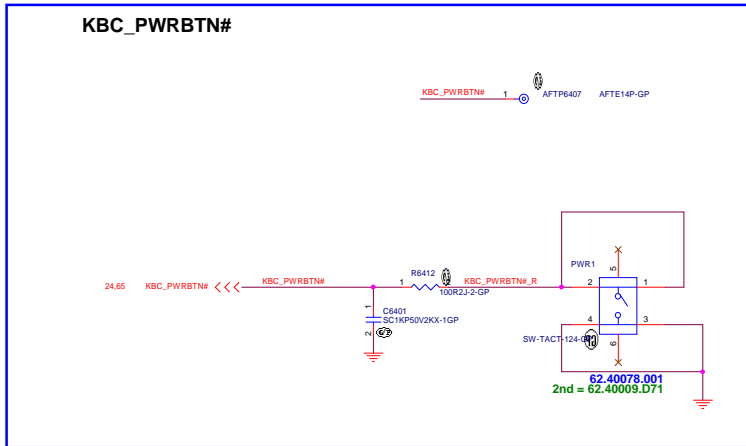 KBC_PWRBTN#
KBC_PWRBTN# 1 AFTP6407 AFTE14P-GP
24,65 KBC_PWRBTN# KBC_PWRBTN# 1 R6412 KBC_PWRBTN#_R
100R2J-2-GP
1 C6401
SC1KP50V2KX-1GP
2
PWR1
5
2 1
4 3
6
SW-TACT-124-
62.40078.001
2nd = 62.40009.D71